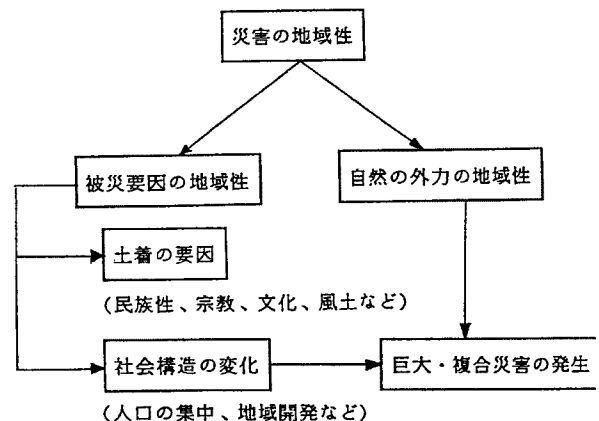 災害の地域性
被災要因の地域性
自然の外力の地域性
土着の要因
(民族性、宗教、文化、風土など)
社会構造の変化
巨大・複合災害の発生
(人口の集中、地域開発など)